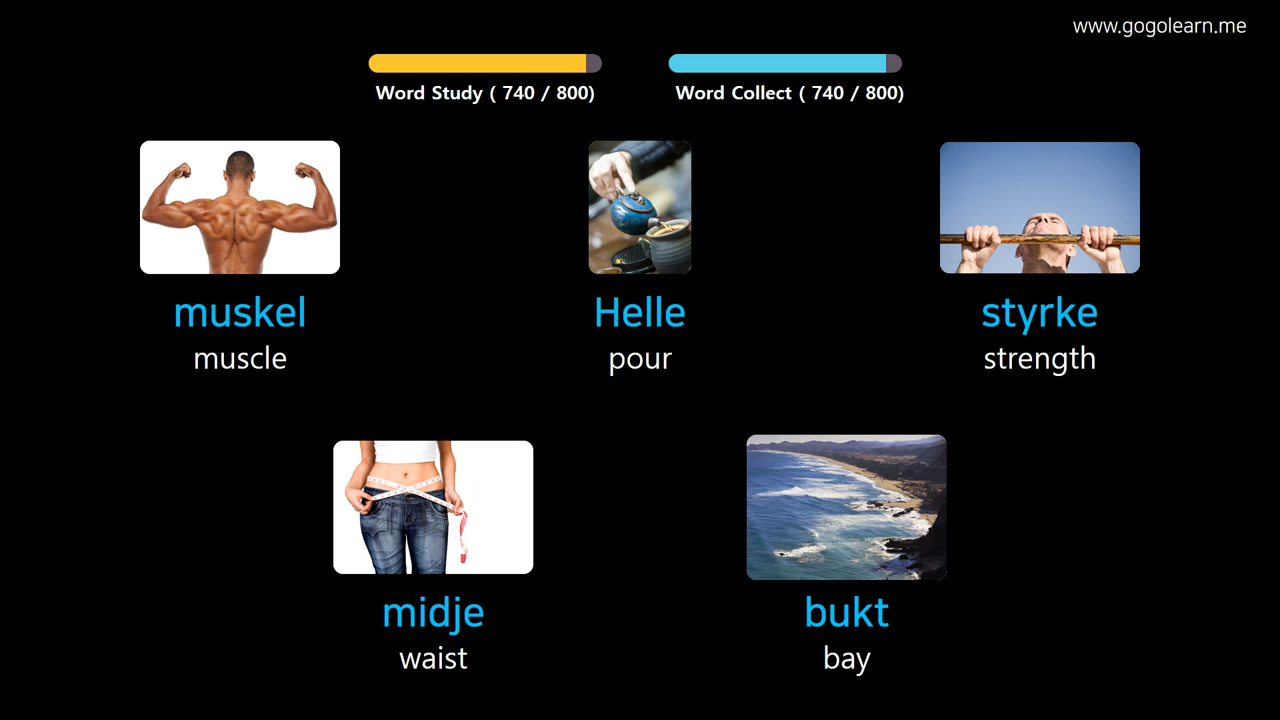 www.gogolearn.me
Word Study ( 740 / 800)
Word Collect ( 740 / 800)
muskel
muscle
Helle
pour
styrke
strength
midje
waist
bukt
bay